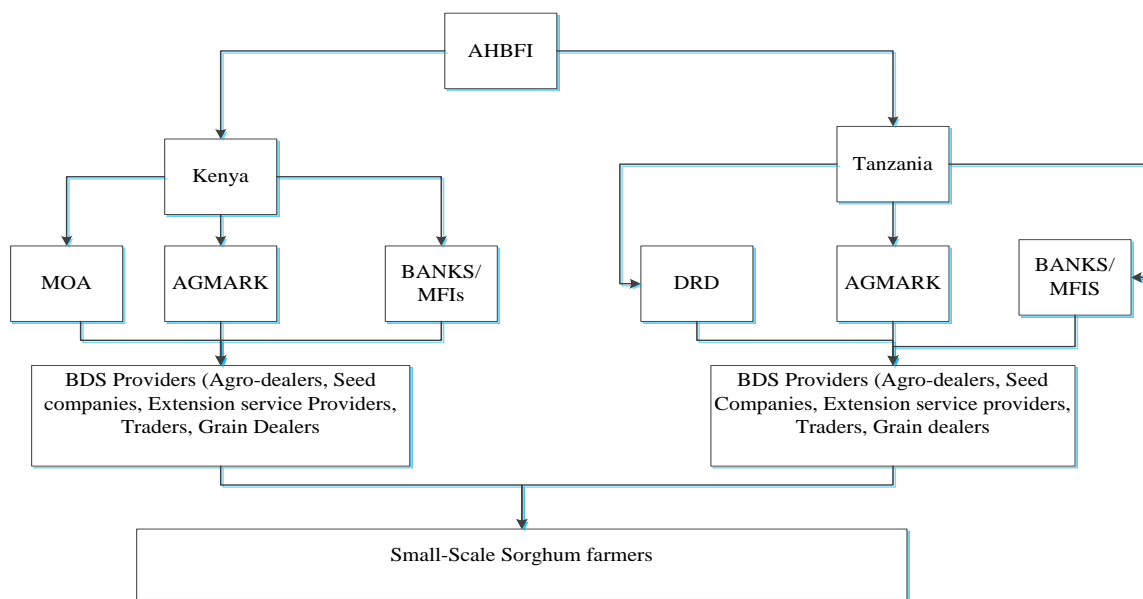 AHBFI
Kenya
Tanzania
MOA
AGMARK
BANKS/
MFIs
DRD
AGMARK
BANKS/
MFIS
BDS Providers (Agro-dealers, Seed
companies, Extension service Providers,
Traders, Grain Dealers
BDS Providers (Agro-dealers, Seed
Companies, Extension service providers,
Traders, Grain dealers
Small-Scale Sorghum farmers